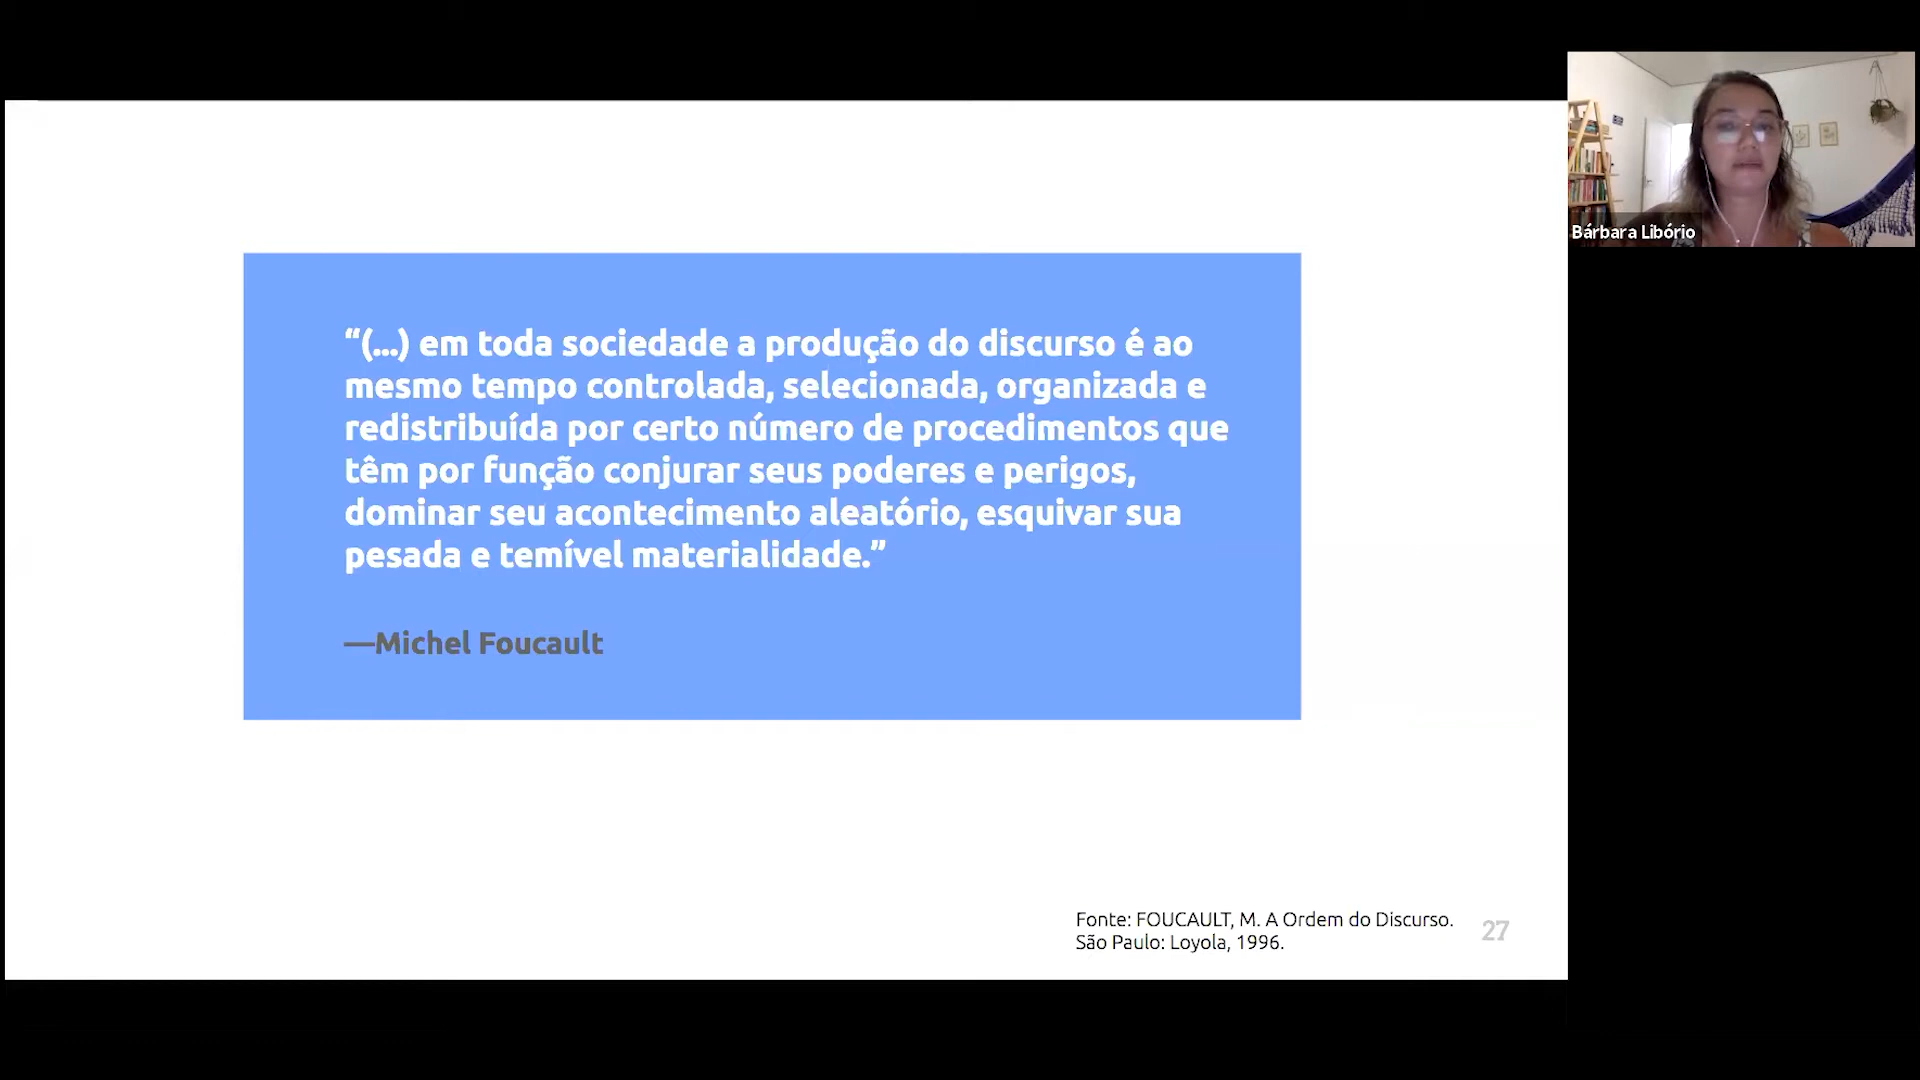 “(...) em toda sociedade a produção do discurso é ao
mesmo tempo controlada, selecionada, organizada e
redistribuída por certo número de procedimentos que
têm por função conjurar seus poderes e perigos,
dominar seu acontecimento aleatório, esquivar sua
pesada e temível materialidade.”
—Michel Foucault
Fonte: FOUCAULT, M. A Ordem do Discurso.
São Paulo: Loyola, 1996.
27
Bárbara Libório